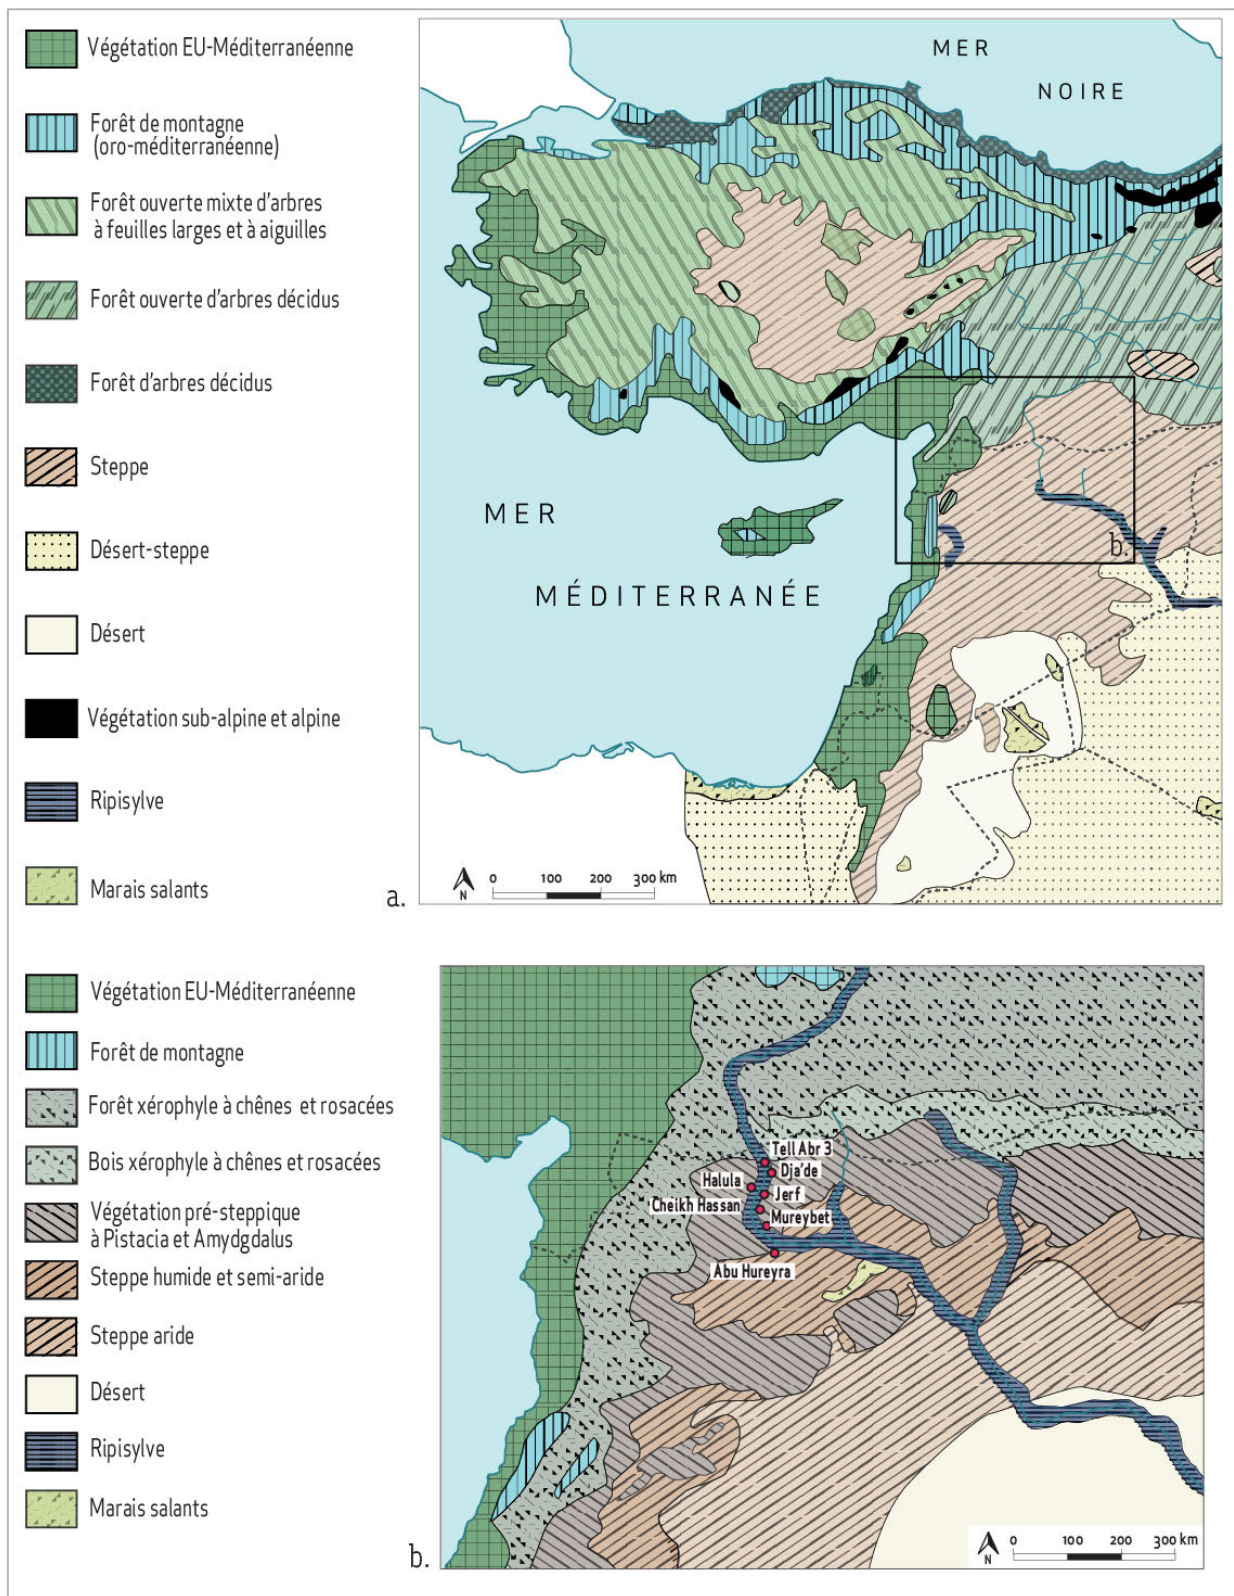 Végétation EU-Méditerranéenne
Forêt de montagne
(oro-méditerranéenne)
Forêt ouverte mixte d'arbres
à feuilles larges et à aiguilles
Forêt ouverte d'arbres décidus
Forêt d'arbres décidus
Steppe
Désert-steppe
Désert
Végétation sub-alpine et alpine
Ripisylve
Marais salants
MER
NOIRE
MER
MÉDITERRANÉE
b.
a.
N
0 100 200 300 km
Végétation EU-Méditerranéenne
Forêt de montagne
Forêt xérophyle à chênes et rosacées
Bois xérophyle à chênes et rosacées
Végétation pré-steppique
à Pistacia et Amydgdalus
Steppe humide et semi-aride
Steppe aride
Désert
Ripisylve
Marais salants
Tell Abr 3
Dja'de
Halula
Jerf
Cheikh Hassan
Mureybet
Abu Hureyra
b.
N
0 100 200 300 km